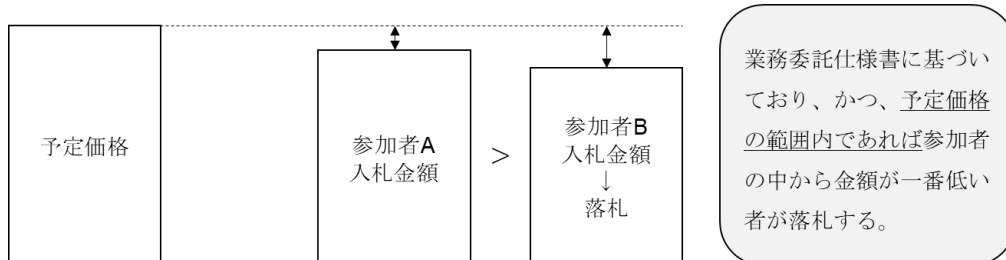 予定価格
参加者A
入札金額
>
参加者B
入札金額
↓
落札
業務委託仕様書に基づい
ており、かつ、予定価格
の範囲内であれば参加者
の中から金額が一番低い
者が落札する。